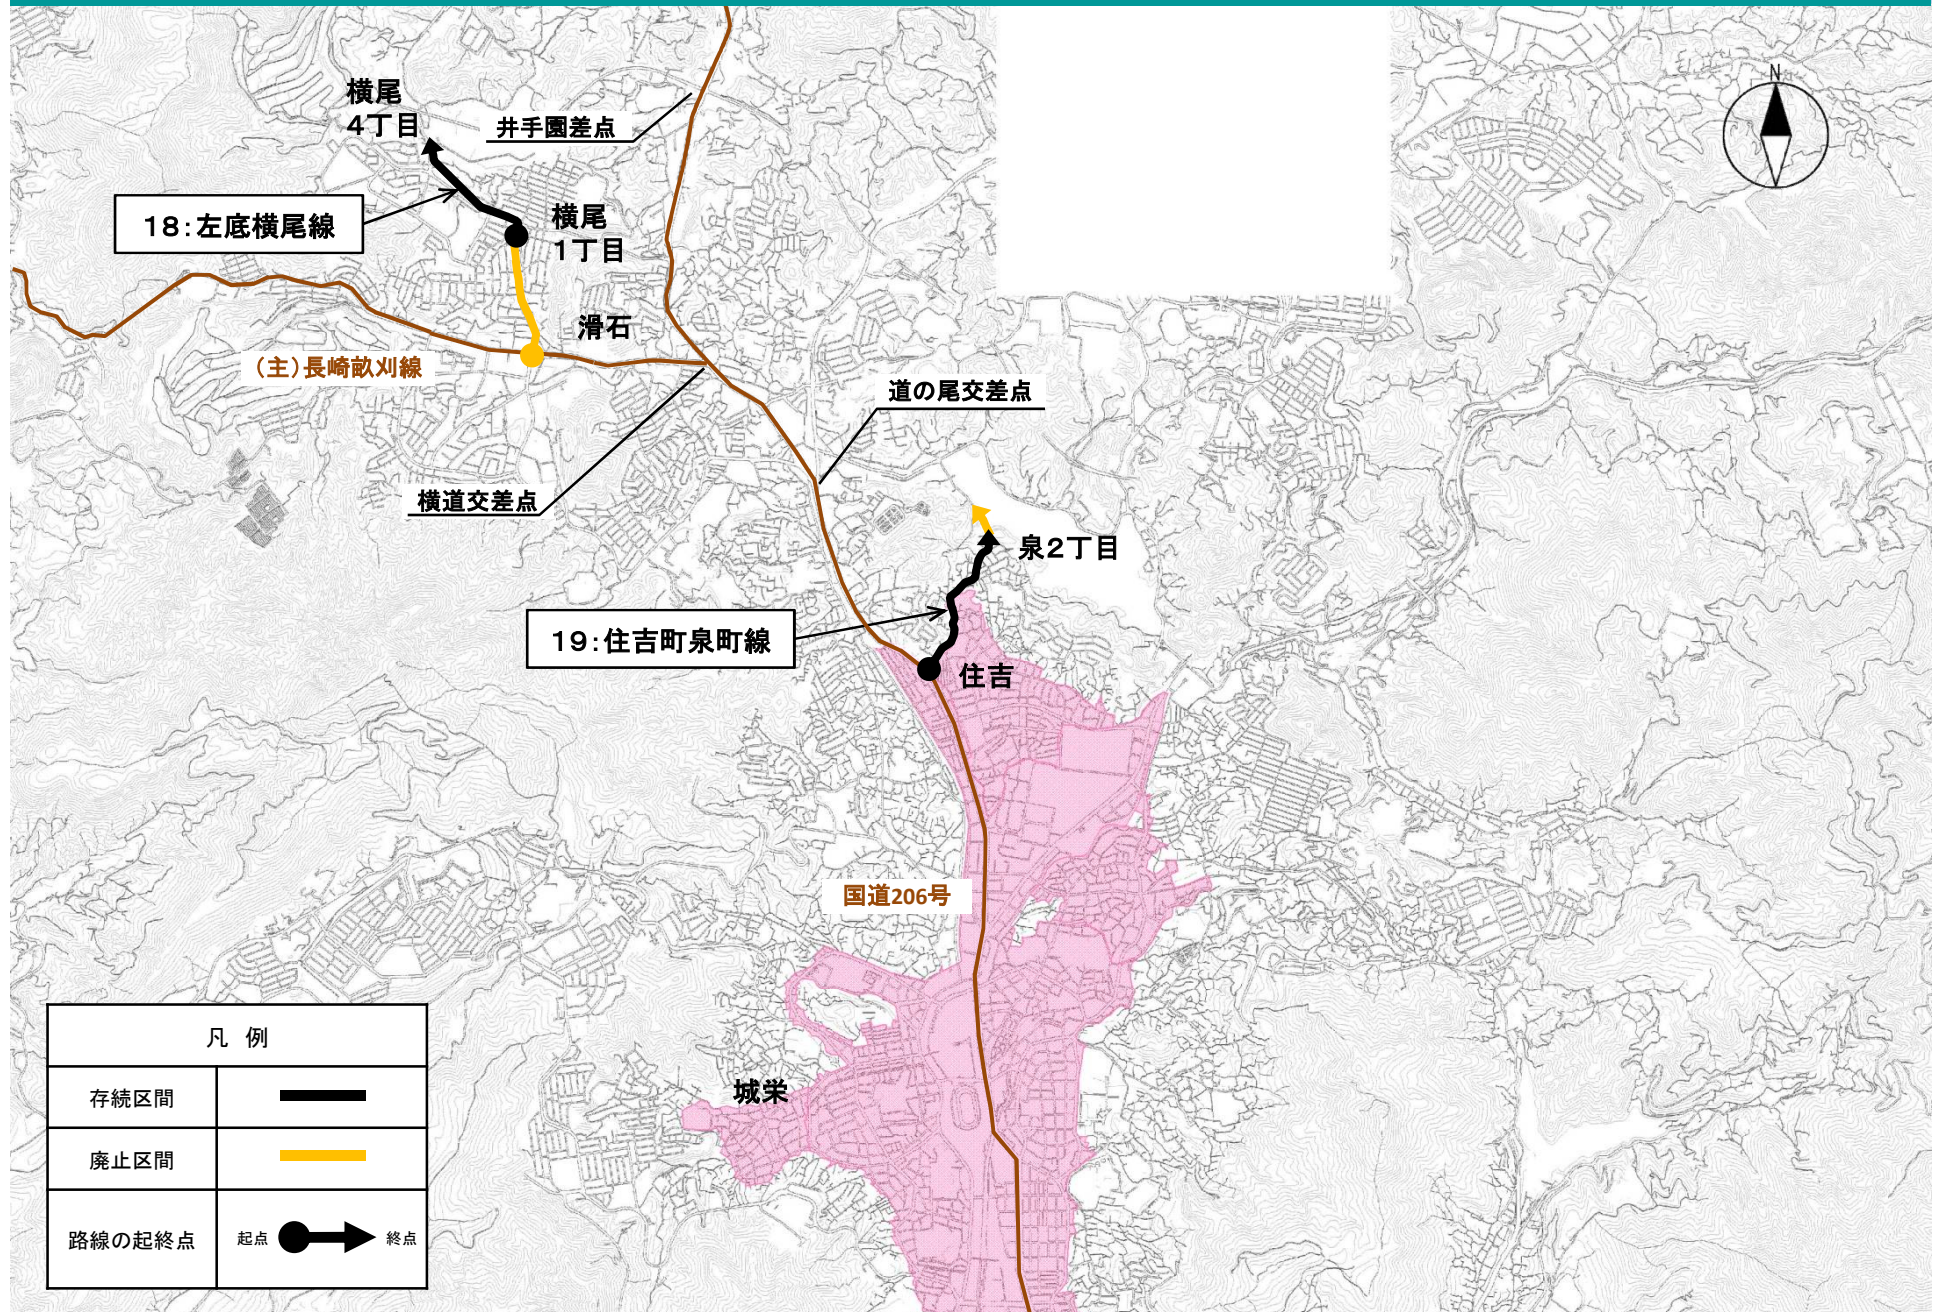 N
横尾
4丁目
井手園差点
18:左底横尾線
横尾
1丁目
滑石
(主)長崎畝刈線
道の尾交差点
横道交差点
泉2丁目
19:住吉町泉町線
住吉
国道206号
城栄
凡 例
存続区間
廃止区間
路線の起終点
起点
終点